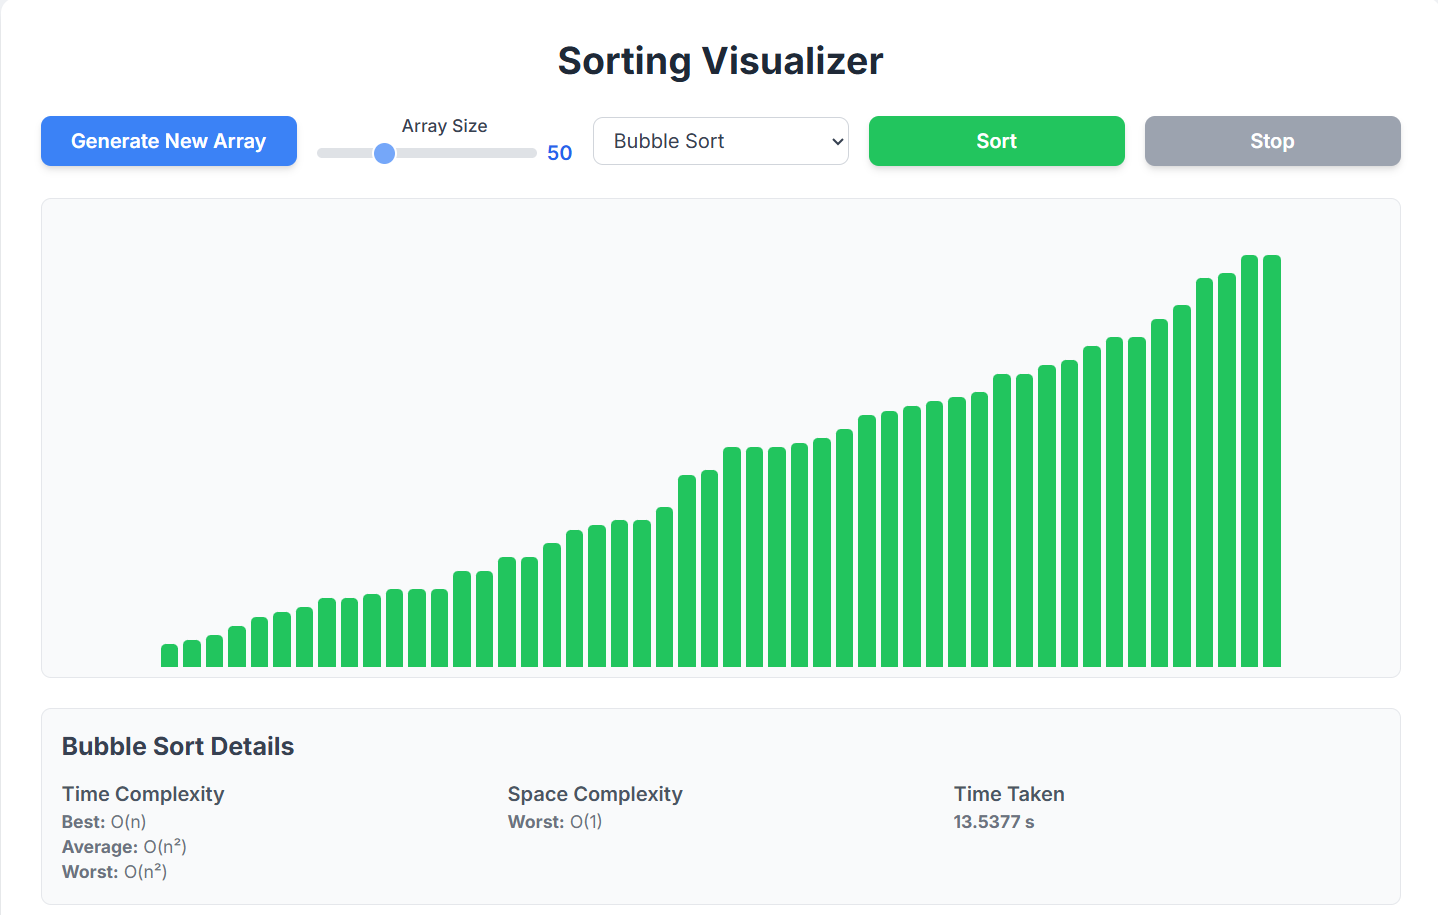 Sorting Visualizer
Generate New Array
Array Size
50
Bubble Sort
Sort
Stop
Bubble Sort Details
Time Complexity
Best: O(n)
Average: O(n²)
Worst: O(n²)
Space Complexity
Worst: O(1)
Time Taken
13.5377 s